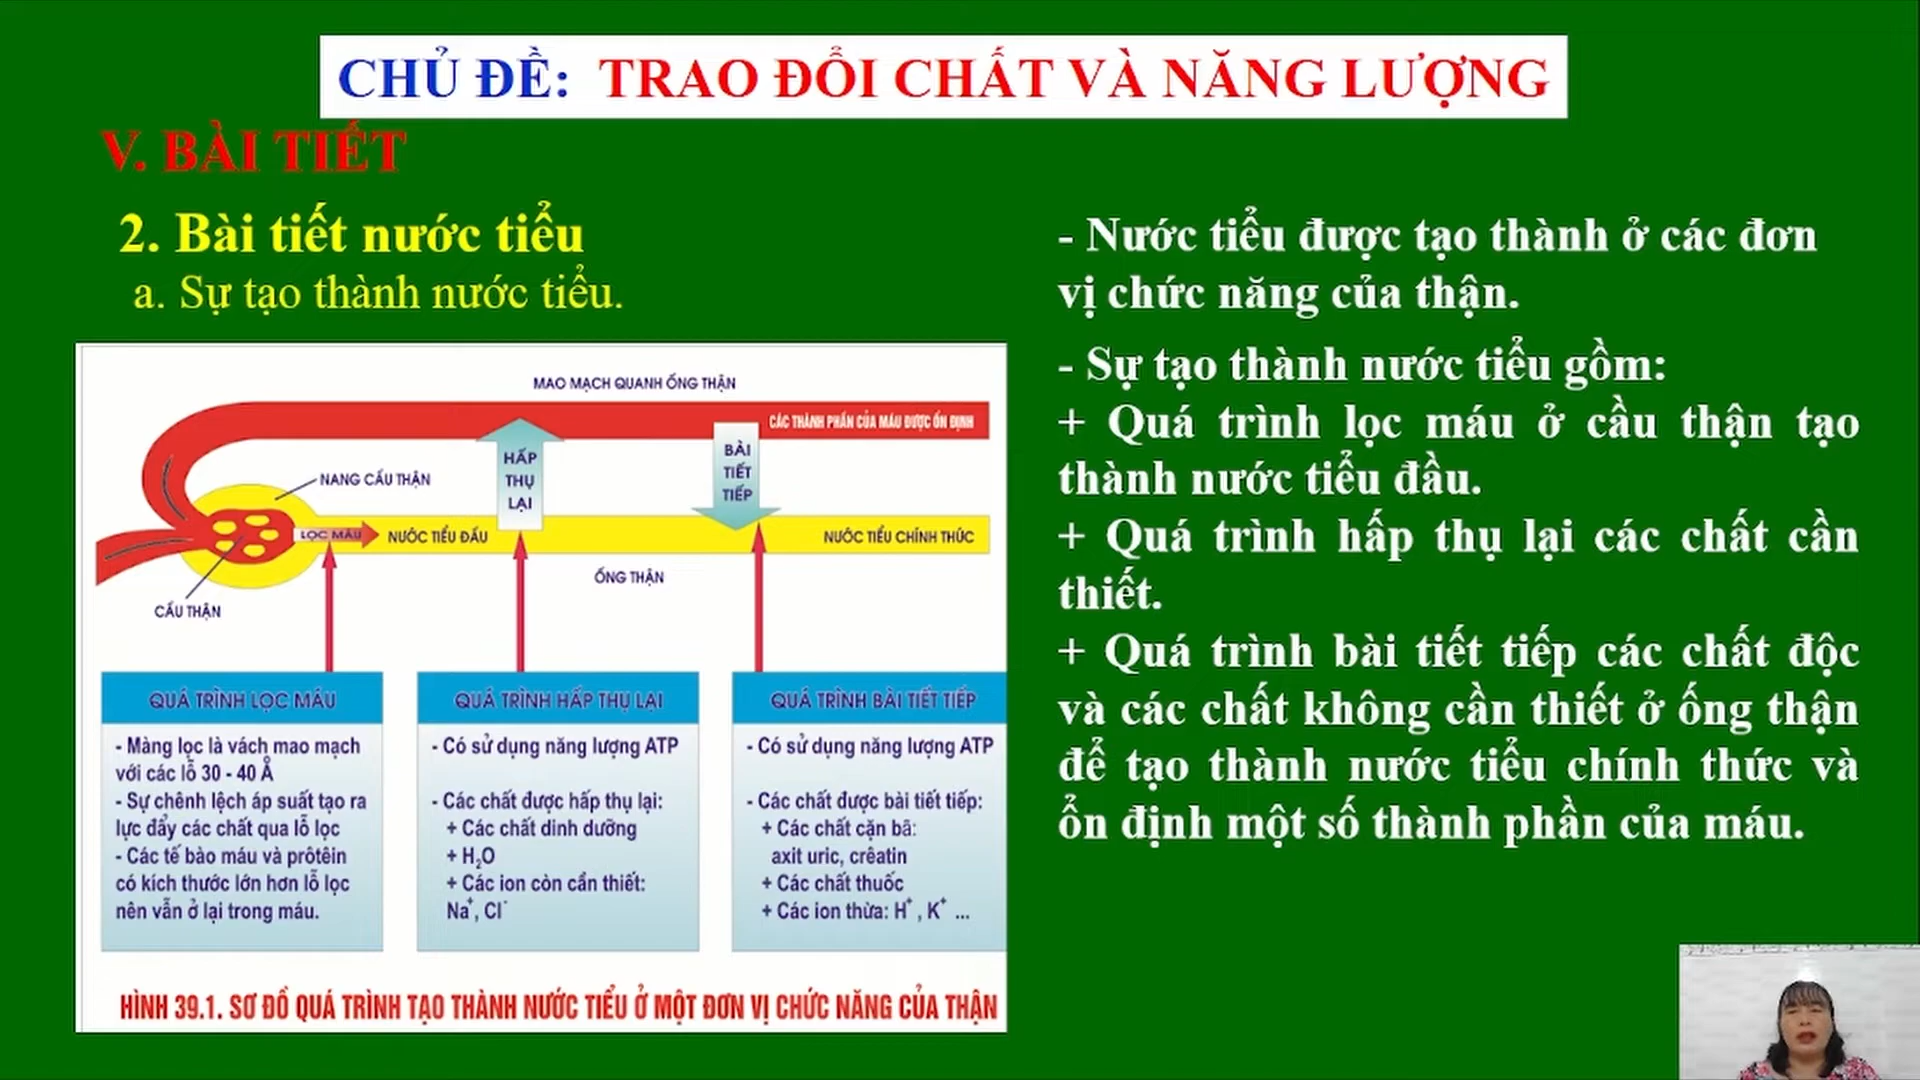 CHỦ ĐỀ: TRAO ĐỔI CHẤT VÀ NĂNG LƯỢNG
V. BÀI TIẾT
2. Bài tiết nước tiểu
a. Sự tạo thành nước tiểu.
MAO MẠCH QUANH ỐNG THẬN
CÁC THÀNH PHẦN CỦA MÁU ĐƯỢC ỔN ĐỊNH
HẤP
THỤ
LẠI
BÀI
TIẾT
TIẾP
NANG CẦU THẬN
LỌC MÁU
NƯỚC TIỂU ĐẦU
NƯỚC TIỂU CHÍNH THỨC
ỐNG THẬN
CẦU THẬN
QUÁ TRÌNH LỌC MÁU
- Màng lọc là vách mao mạch
với các lỗ 30 - 40 Å
- Sự chênh lệch áp suất tạo ra
lực đẩy các chất qua lỗ lọc
- Các tế bào máu và prôtêin
có kích thước lớn hơn lỗ lọc
nên vẫn ở lại trong máu.
QUÁ TRÌNH HẤP THỤ LẠI
- Có sử dụng năng lượng ATP
- Các chất được hấp thụ lại:
+ Các chất dinh dưỡng
+ H₂O
+ Các ion còn cần thiết:
Na⁺, Cl⁻
QUÁ TRÌNH BÀI TIẾT TIẾP
- Có sử dụng năng lượng ATP
- Các chất được bài tiết tiếp:
+ Các chất cặn bã:
axit uric, crêatin
+ Các chất thuốc
+ Các ion thừa: H⁺, K⁺ ...
HÌNH 39.1. SƠ ĐỒ QUÁ TRÌNH TẠO THÀNH NƯỚC TIỂU Ở MỘT ĐƠN VỊ CHỨC NĂNG CỦA THẬN
- Nước tiểu được tạo thành ở các đơn
vị chức năng của thận.
- Sự tạo thành nước tiểu gồm:
+ Quá trình lọc máu ở cầu thận tạo
thành nước tiểu đầu.
+ Quá trình hấp thụ lại các chất cần
thiết.
+ Quá trình bài tiết tiếp các chất độc
và các chất không cần thiết ở ống thận
để tạo thành nước tiểu chính thức và
ổn định một số thành phần của máu.